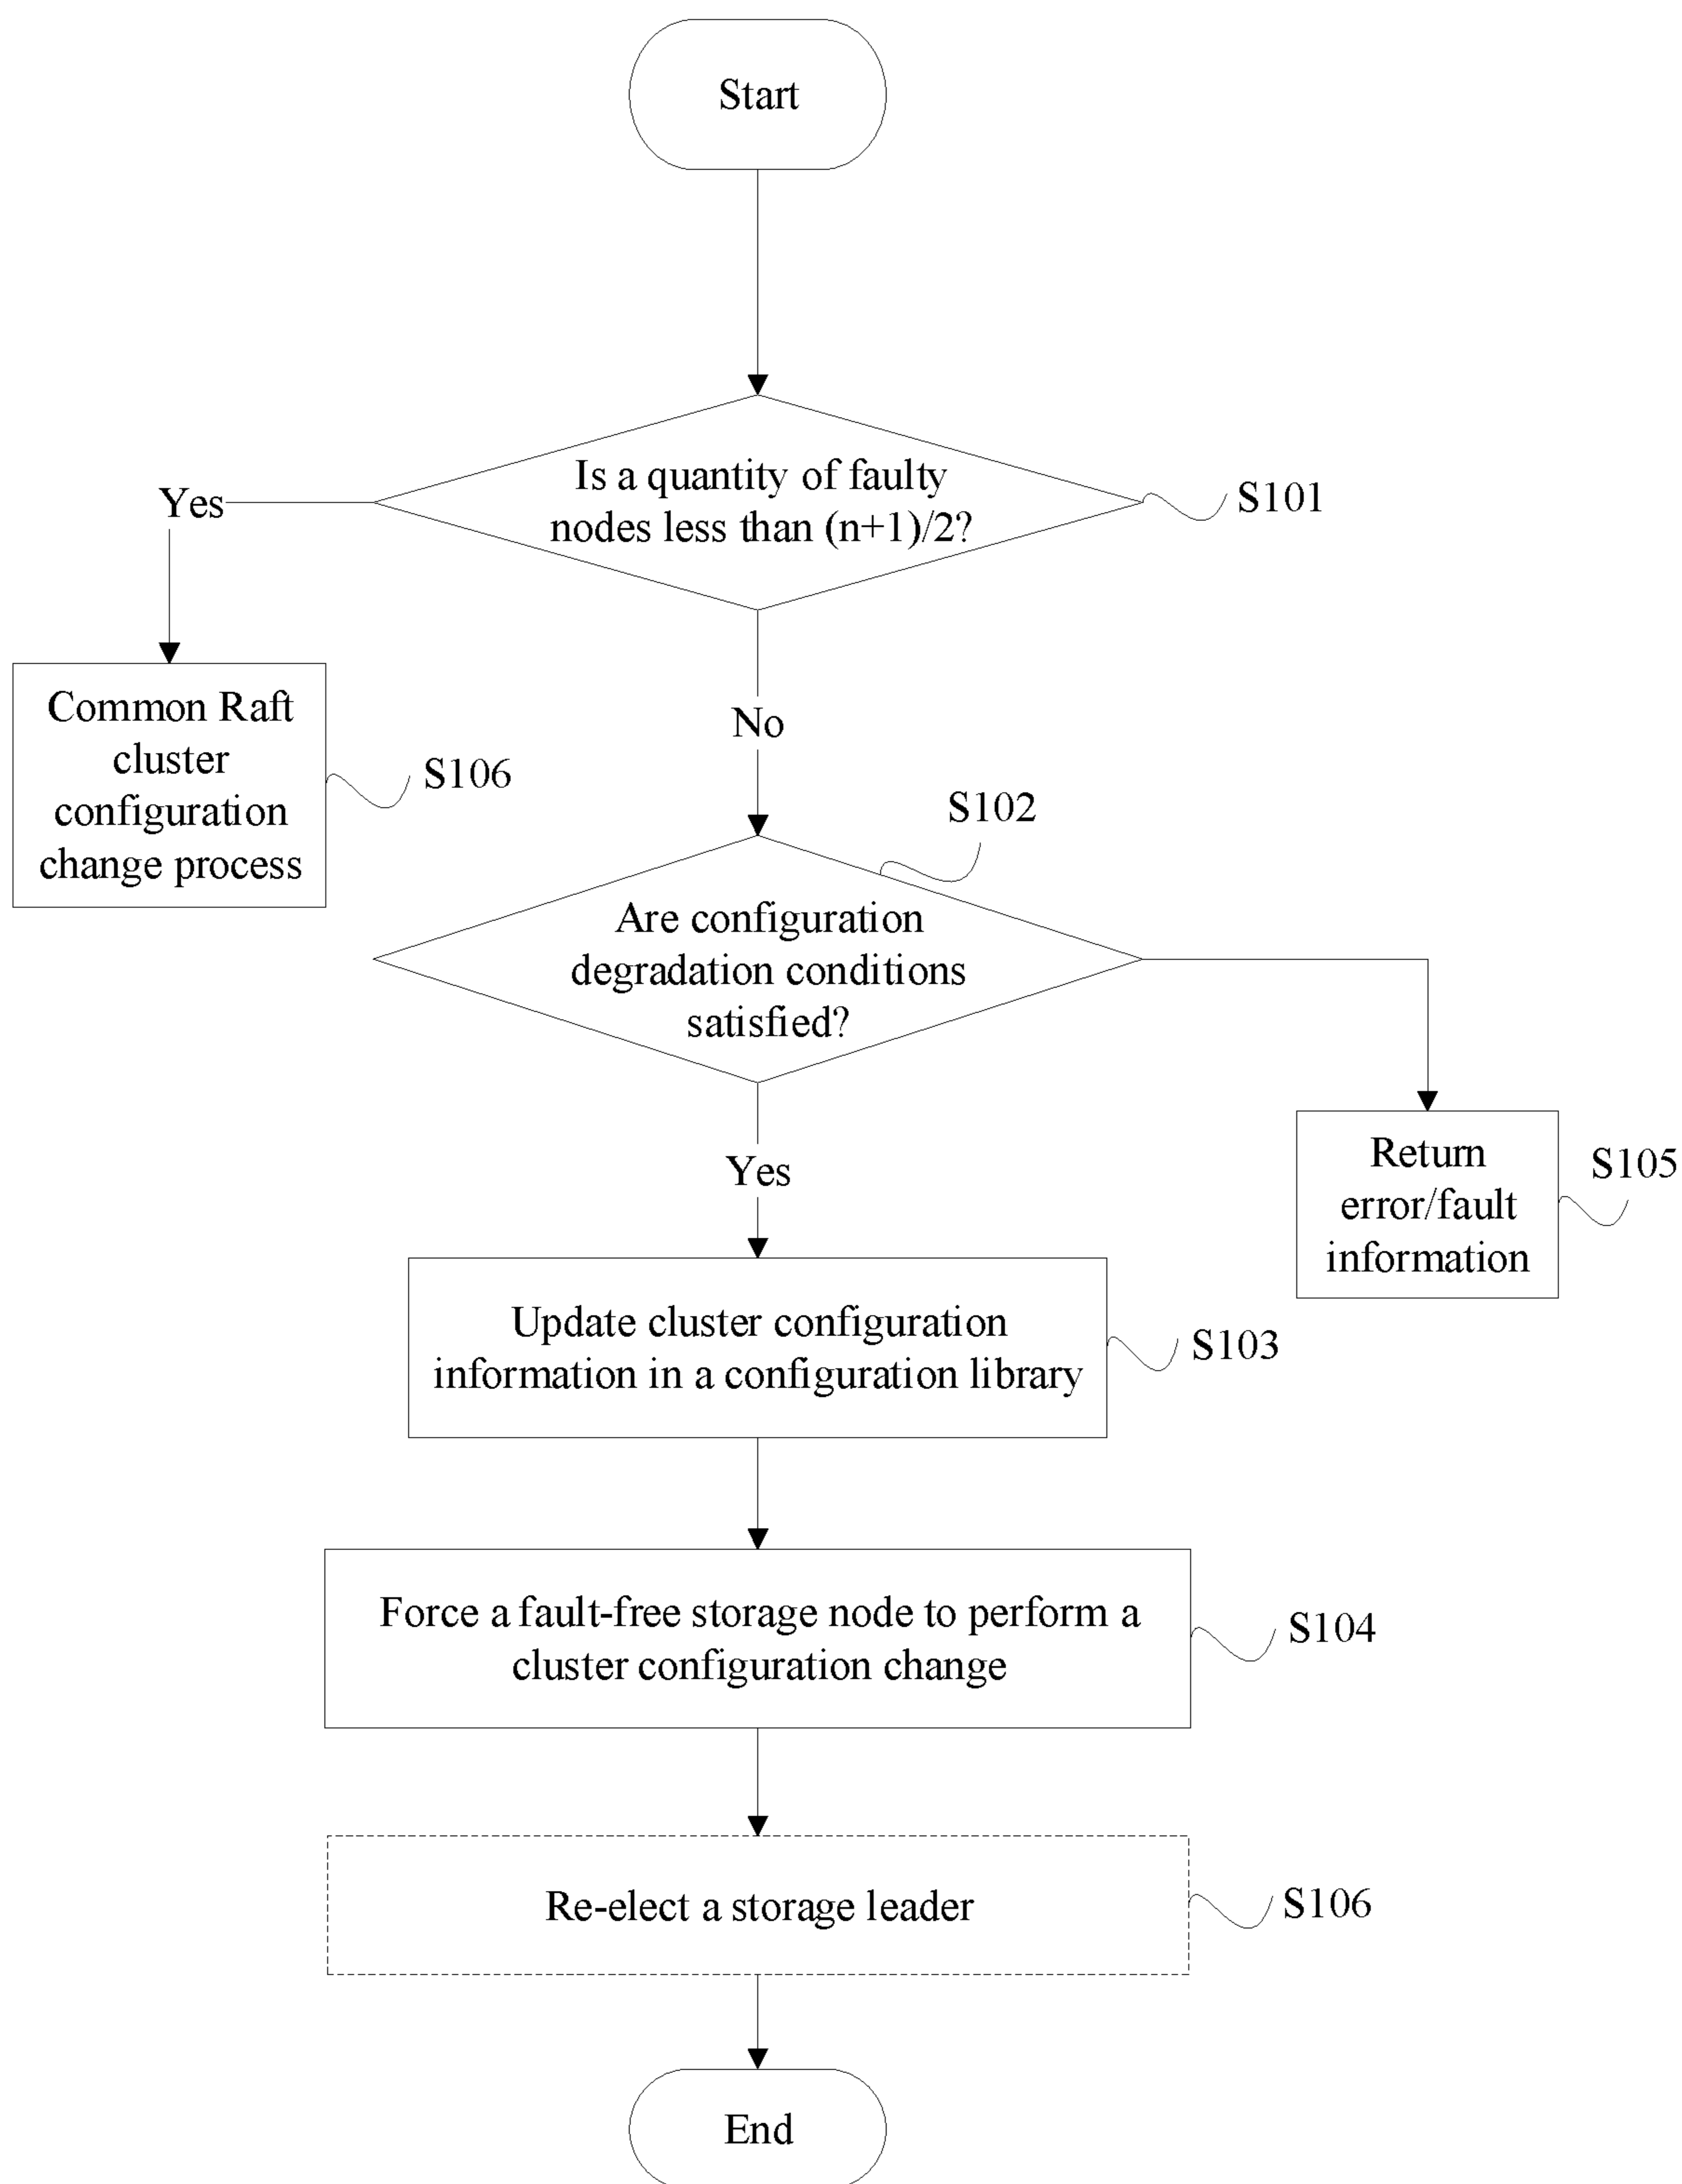 Start
Is a quantity of faulty
nodes less than (n+1)/2?
S101
Yes
No
Common Raft
cluster
configuration
change process
S106
S102
Are configuration
degradation conditions
satisfied?
Yes
Return
error/fault
information
S105
Update cluster configuration
information in a configuration library
S103
Force a fault-free storage node to perform a
cluster configuration change
S104
Re-elect a storage leader
S106
End